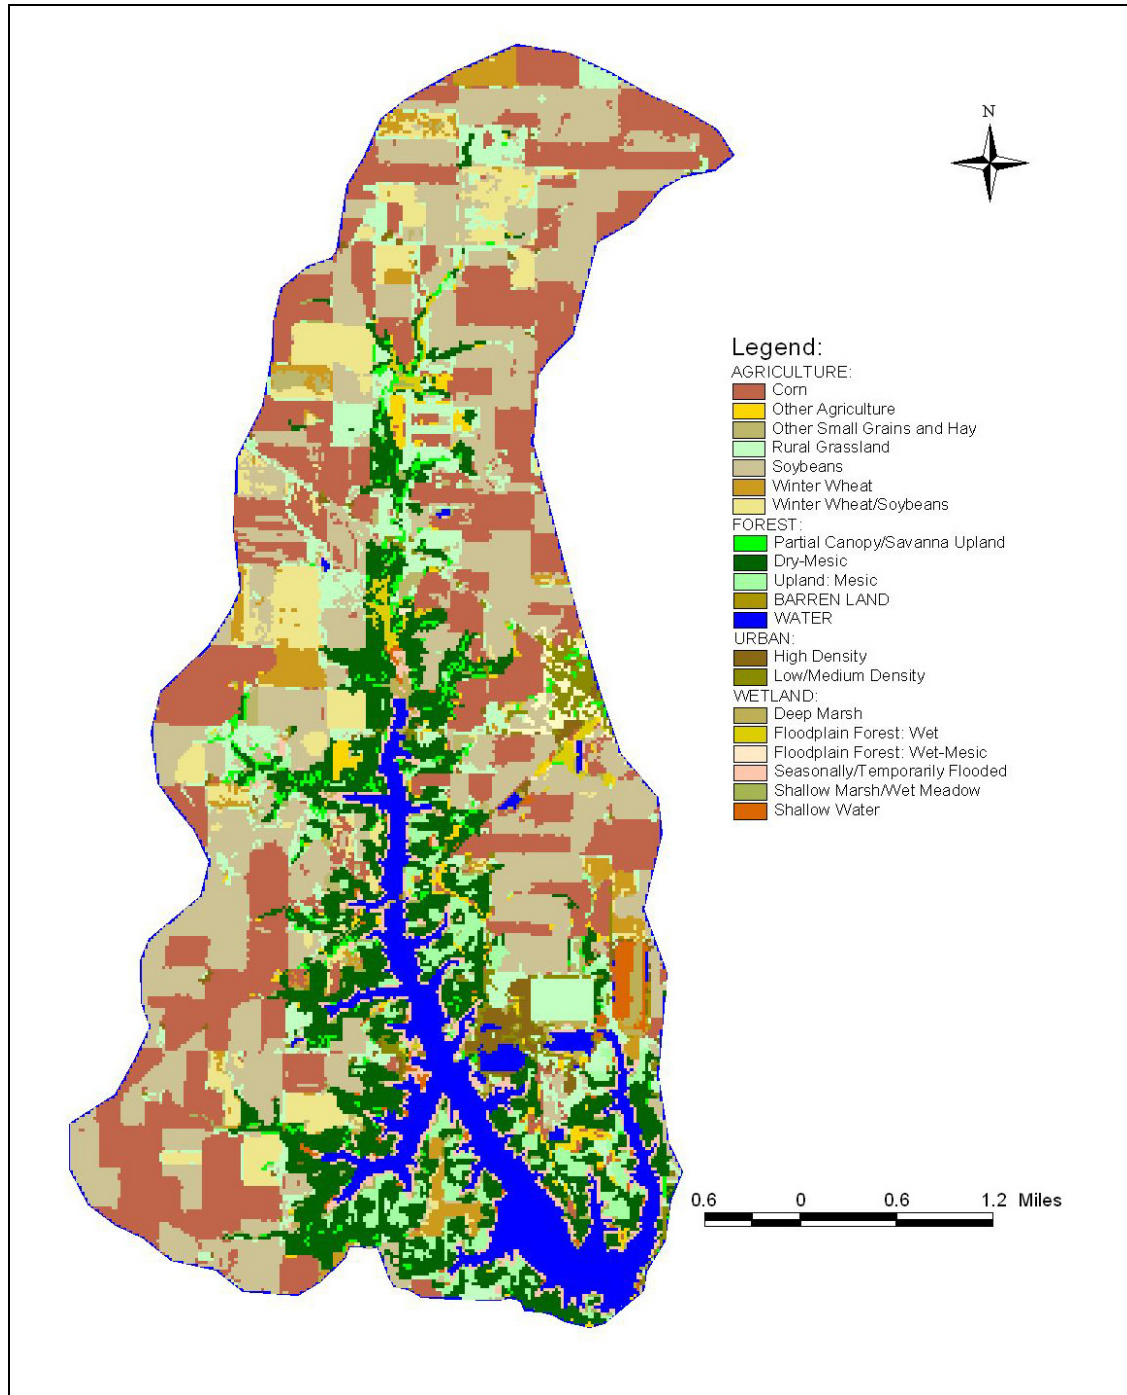 N
Legend:
AGRICULTURE:
Corn
Other Agriculture
Other Small Grains and Hay
Rural Grassland
Soybeans
Winter Wheat
Winter Wheat/Soybeans
FOREST:
Partial Canopy/Savanna Upland
Dry-Mesic
Upland: Mesic
BARREN LAND
WATER
URBAN:
High Density
Low/Medium Density
WETLAND:
Deep Marsh
Floodplain Forest: Wet
Floodplain Forest: Wet-Mesic
Seasonally/Temporarily Flooded
Shallow Marsh/Wet Meadow
Shallow Water
0.6 0 0.6 1.2 Miles